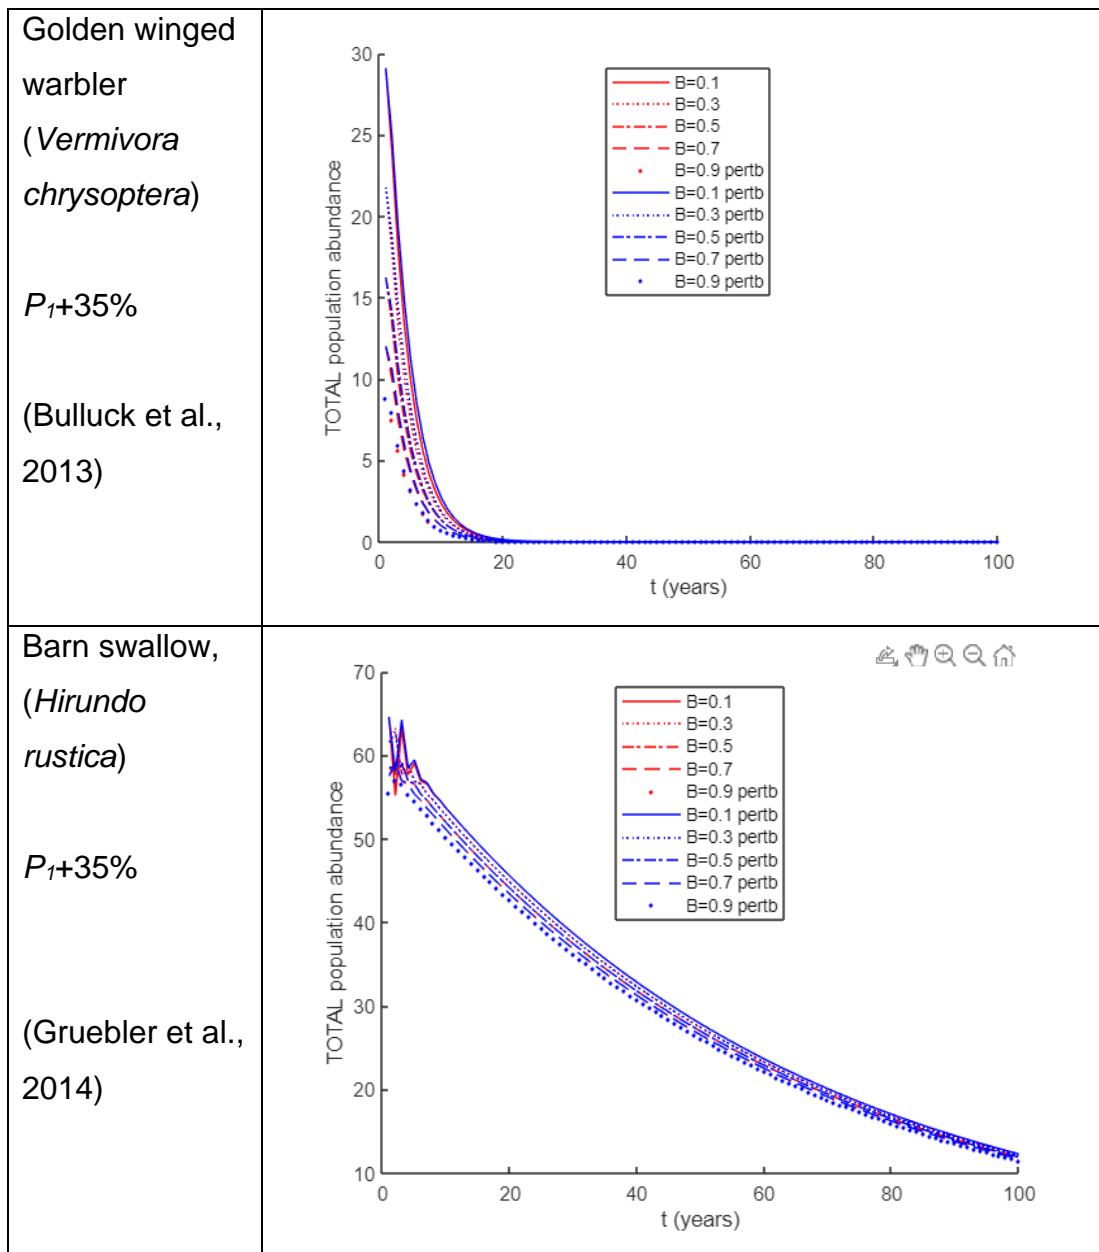 Golden winged
warbler
(Vermivora
chrysoptera)
P1+35%
(Bulluck et al.,
2013)
30
25
20
15
10
5
0
TOTAL population abundance
B=0.1
B=0.3
B=0.5
B=0.7
B=0.9 pertb
B=0.1 pertb
B=0.3 pertb
B=0.5 pertb
B=0.7 pertb
B=0.9 pertb
0 20 40 60 80 100
t (years)
Barn swallow,
(Hirundo
rustica)
P1+35%
(Gruebler et al.,
2014)
70
60
50
40
30
20
10
TOTAL population abundance
B=0.1
B=0.3
B=0.5
B=0.7
B=0.9 pertb
B=0.1 pertb
B=0.3 pertb
B=0.5 pertb
B=0.7 pertb
B=0.9 pertb
0 20 40 60 80 100
t (years)